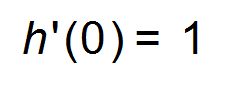 h'(0) = 1